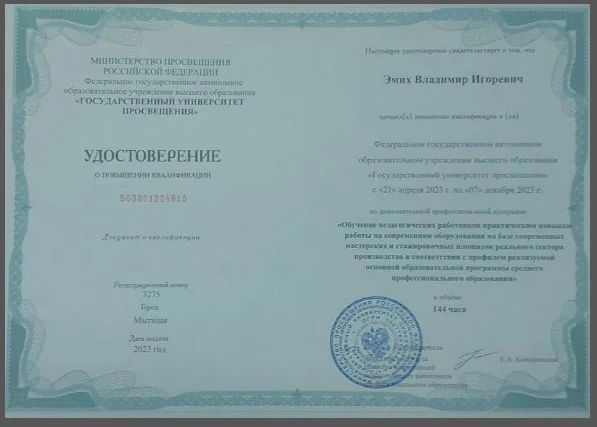 МИНИСТЕРСТВО ПРОСВЕЩЕНИЯ
РОССИЙСКОЙ ФЕДЕРАЦИИ
Федеральное государственное автономное
образовательное учреждение высшего образования
«ГОСУДАРСТВЕННЫЙ УНИВЕРСИТЕТ
ПРОСВЕЩЕНИЯ»
УДОСТОВЕРЕНИЕ
О ПОВЫШЕНИИ КВАЛИФИКАЦИИ
Документ о квалификации
Регистрационный номер
3275
Город
Мытищи
Дата выдачи
2023 год
Настоящее удостоверение свидетельствует о том, что
Эмих Владимир Игоревич
прошел(а) повышение квалификации в (на)
Федеральном государственном автономном
образовательном учреждении высшего образования
«Государственный университет просвещения»
с «21» апреля 2023 г. по «07» декабря 2023 г.
по дополнительной профессиональной программе
«Обучение педагогических работников практическим навыкам
работы на современном оборудовании на базе современных
мастерских и стажировочных площадок реального сектора
производства в соответствии с профилем реализуемой
основной образовательной программы среднего
профессионального образования»
в объёме
144 часа